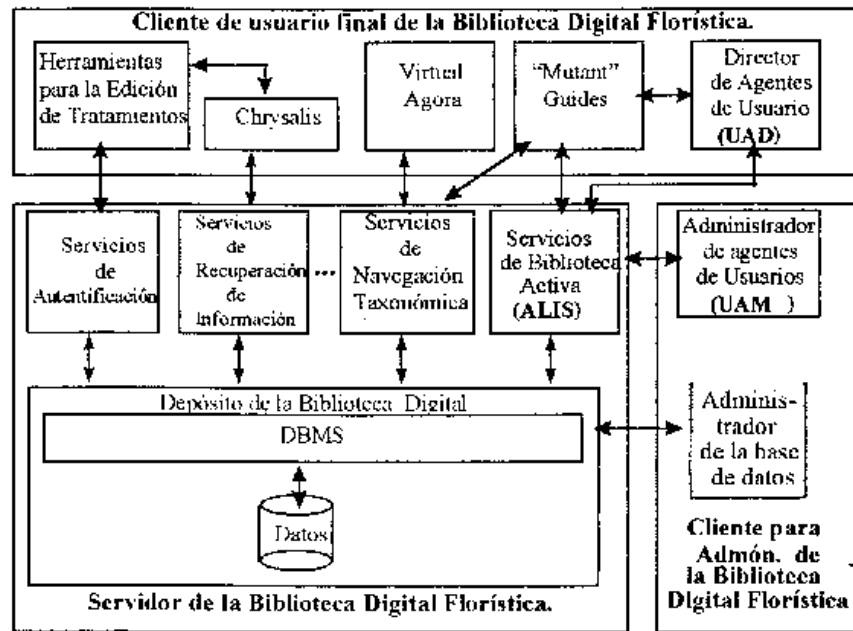 Cliente de usuario final de la Biblioteca Digital Florística.
Herramientas
para la Edición
de Tratamientos
Chrysalis
Virtual
Agora
“Mutant”
Guides
Director
de Agentes
de Usuario
(UAD)
Servicios
de
Autentificación
Servicios
de
Recuperación
de
Información
...
Servicios
de
Navegación
Taxonómica
Servicios
de Biblioteca
Activa
(ALIS)
Administrador
de agentes
de Usuarios
(UAM )
Depósito de la Biblioteca Digital
DBMS
Datos
Adminis-
trador
de la base
de datos
Servidor de la Biblioteca Digital Florística.
Cliente para
Admón. de
la Biblioteca
Digital Florística